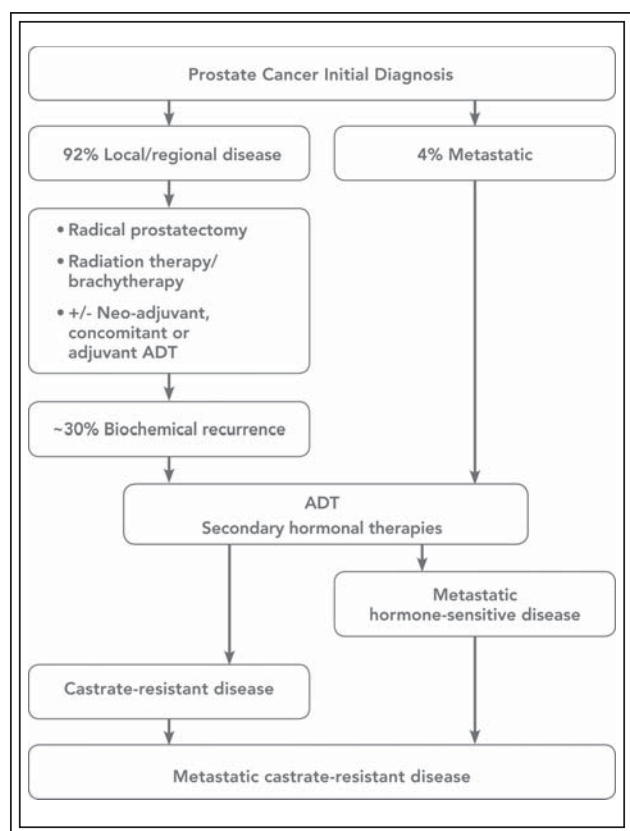 Prostate Cancer Initial Diagnosis
92% Local/regional disease
4% Metastatic
• Radical prostatectomy
• Radiation therapy/
brachytherapy
• +/- Neo-adjuvant,
concomitant or
adjuvant ADT
~30% Biochemical recurrence
ADT
Secondary hormonal therapies
Metastatic
hormone-sensitive disease
Castrate-resistant disease
Metastatic castrate-resistant disease